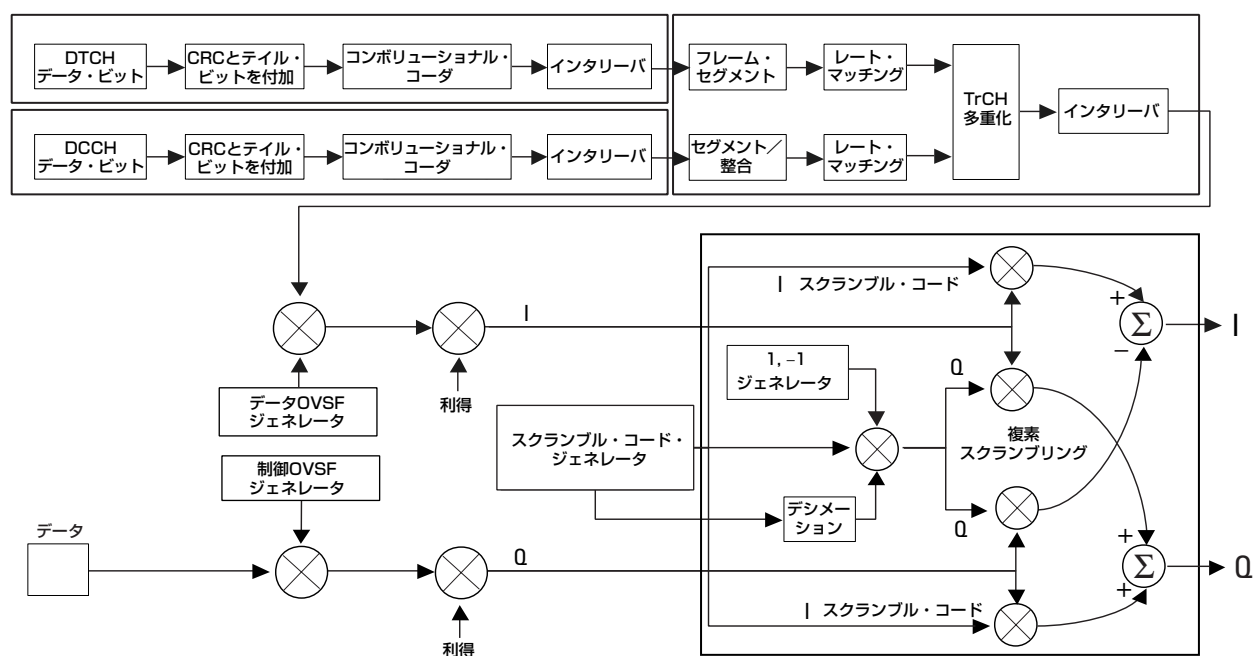 DTCH
データ・ビット
CRCとテイル・
ビットを付加
コンボリューショナル・
コーダ
インタリーバ
フレーム・
セグメント
レート・
マッチング
TrCH
多重化
インタリーバ
DCCH
データ・ビット
CRCとテイル・
ビットを付加
コンボリューショナル・
コーダ
インタリーバ
セグメント/
整合
レート・
マッチング
I スクランブル・コード
I
+
Σ
−
I
データOVSF
ジェネレータ
利得
1, –1
ジェネレータ
Q
スクランブル・コード・
ジェネレータ
複素
スクランブリング
制御OVSF
ジェネレータ
デシメー
ション
Q
データ
Q
+
Σ
+
Q
I スクランブル・コード
利得